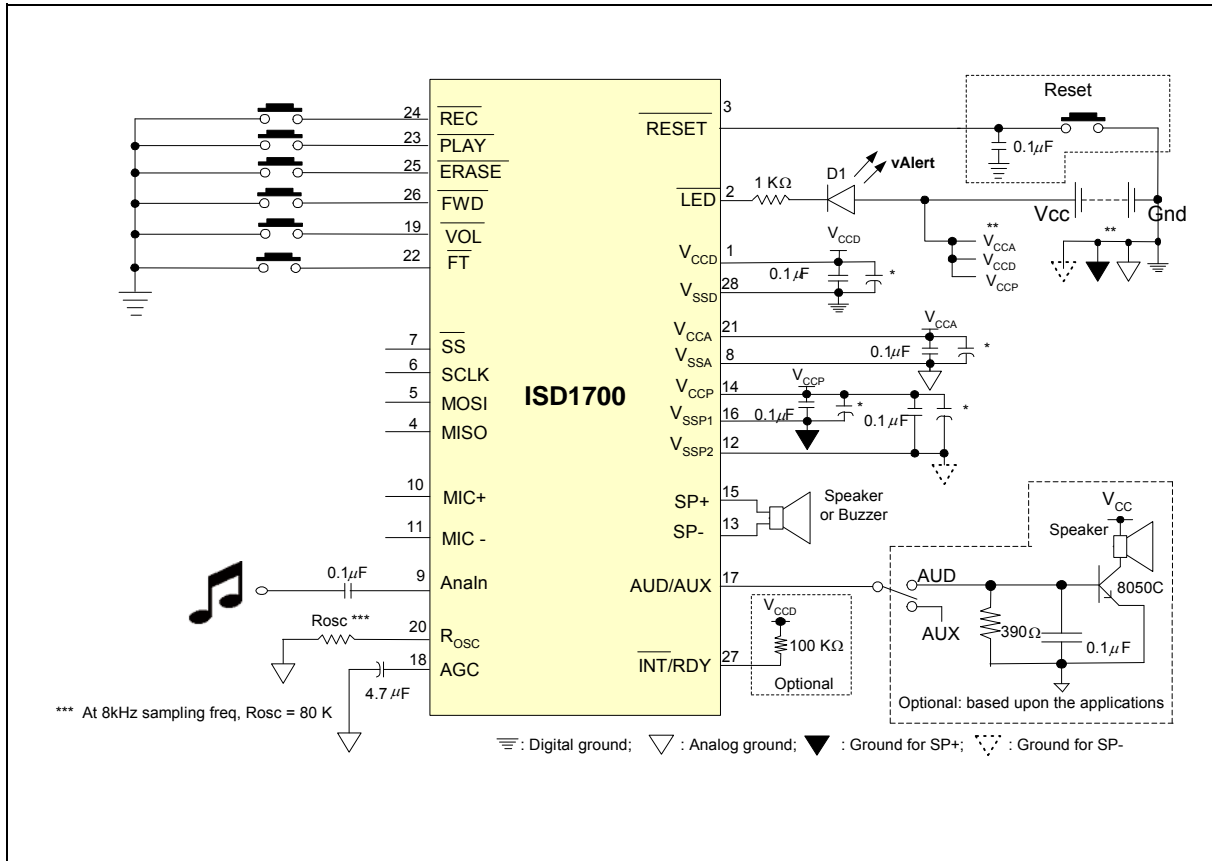 Reset
3
24 REC
RESET
23 PLAY
0.1µF
25 ERASE
D1 vAlert
1 KΩ
26 FWD
LED 2
Vcc Gnd
19 VOL
** **
VCCD VCCA
22 FT
VCCD 1
VCCD
0.1µF *
VCCP
VSSD 28
7 SS
VCCA 21
VCCA
6 SCLK
0.1µF *
VSSA 8
5 MOSI
ISD1700
VCCP 14
VCCP
4 MISO
0.1µF * 0.1µF *
VSSP1 16
VSSP2 12
10 MIC+
SP+ 15
Speaker
or Buzzer
11 MIC -
SP- 13
VCC
Speaker
0.1µF
9 AnaIn
AUD/AUX 17
AUD
8050C
VCCD
AUX
390Ω
0.1µF
Rosc ***
20 ROSC
100 KΩ
INT/RDY 27
18 AGC
Optional
4.7 µF
Optional: based upon the applications
*** At 8kHz sampling freq, Rosc = 80 K
: Digital ground; : Analog ground; : Ground for SP+; : Ground for SP-